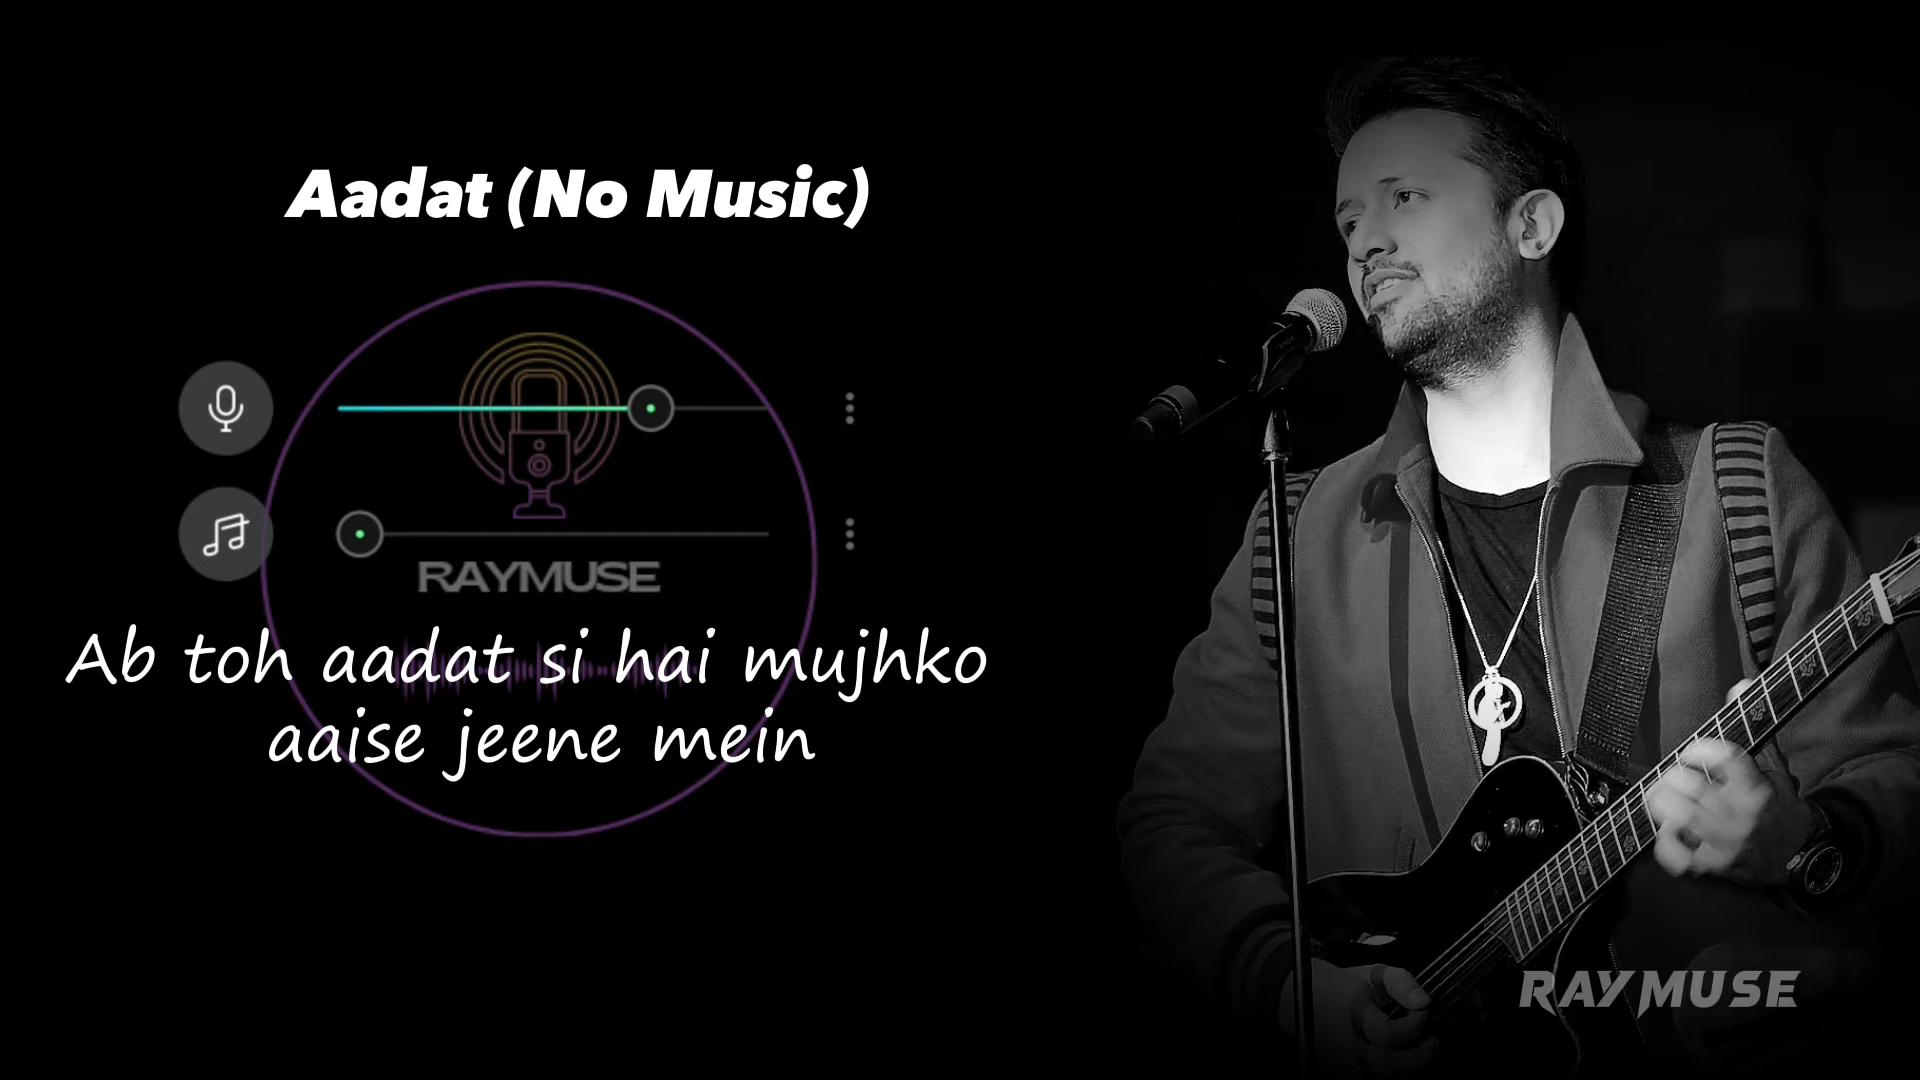 Aadat (No Music)
RAYMUSE
Ab toh aadat si hai mujhko
aaise jeene mein
RAYMUSE